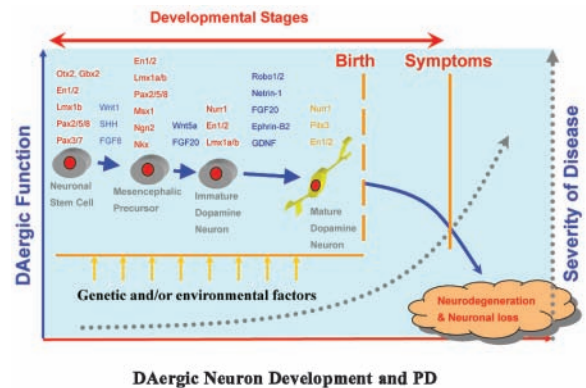 Developmental Stages
Birth
Symptoms
DAergic Function
Severity of Disease
Otx2, Gbx2
En1/2
Lmx1b
Pax2/5/8
Pax3/7
Wnt1
SHH
FGF8
En1/2
Lmx1a/b
Pax2/5/8
Msx1
Ngn2
Nkx
Wnt5a
FGF20
Nurr1
En1/2
Lmx1a/b
Robo1/2
Netrin-1
FGF20
Ephrin-B2
GDNF
Nurr1
Pitx3
En1/2
Neuronal
Stem Cell
Mesencephalic
Precursor
Immature
Dopamine
Neuron
Mature
Dopamine
Neuron
Genetic and/or environmental factors
Neurodegeneration
& Neuronal loss
DAergic Neuron Development and PD